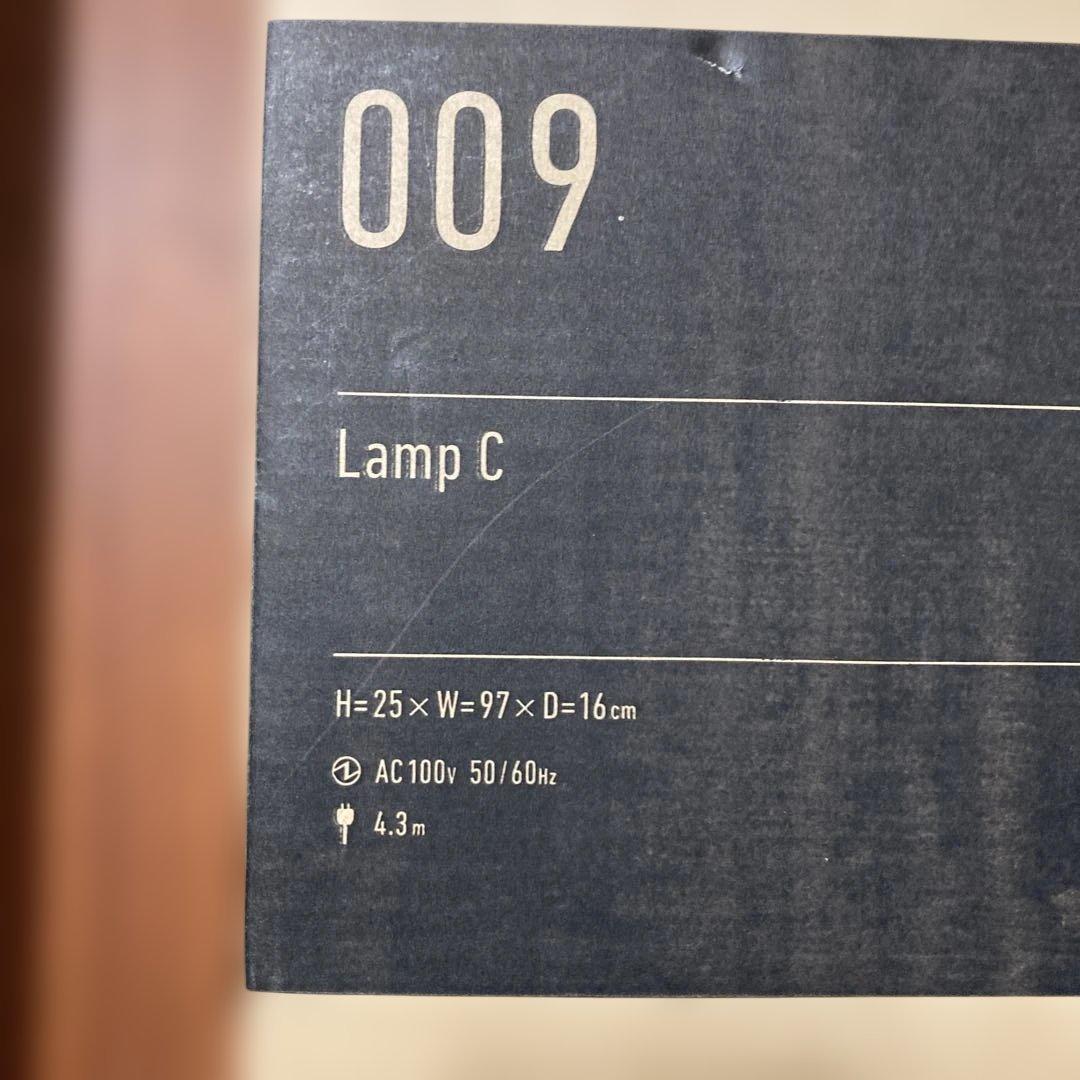 009
Lamp C
H=25×W=97×D=16cm
AC100V 50/60Hz
4.3m